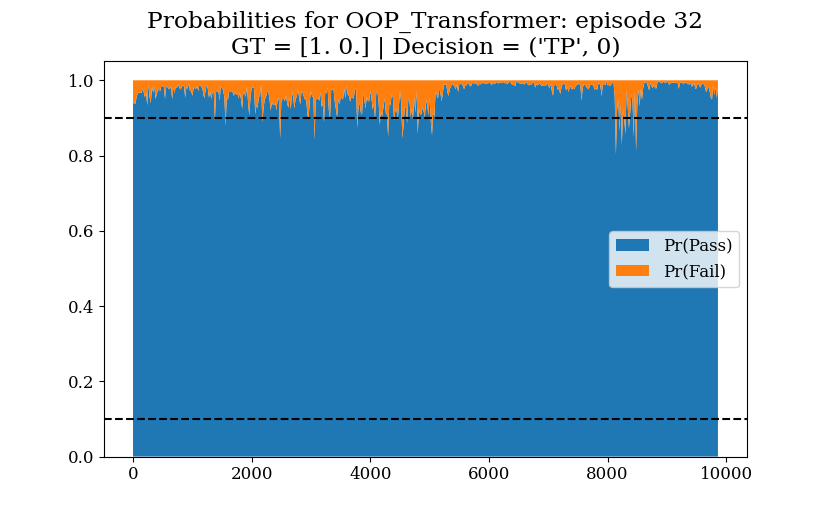 Probabilities for OOP_Transformer: episode 32
GT = [1. 0.] | Decision = ('TP', 0)
1.0
0.8
0.6
0.4
0.2
0.0
Pr(Pass)
Pr(Fail)
0 2000 4000 6000 8000 10000